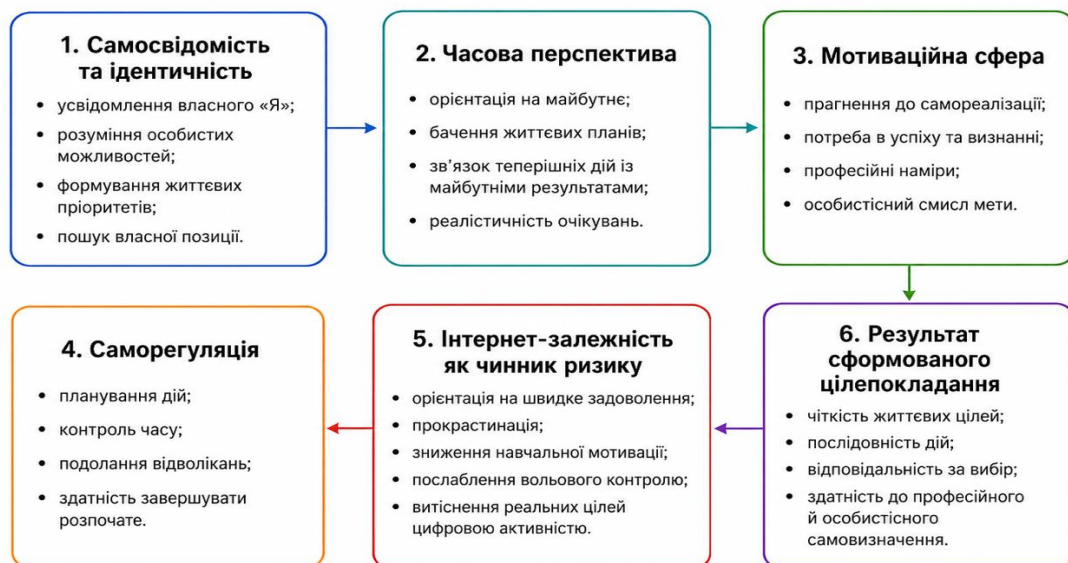 1. Самосвідомість
та ідентичність
• усвідомлення власного «Я»;
• розуміння особистих
можливостей;
• формування життєвих
пріоритетів;
• пошук власної позиції.
2. Часова перспектива
• орієнтація на майбутнє;
• бачення життєвих планів;
• зв’язок теперішніх дій із
майбутніми результатами;
• реалістичність очікувань.
3. Мотиваційна сфера
• прагнення до самореалізації;
• потреба в успіху та визнанні;
• професійні наміри;
• особистісний смисл мети.
4. Саморегуляція
• планування дій;
• контроль часу;
• подолання відволікань;
• здатність завершувати
розпочате.
5. Інтернет-залежність
як чинник ризику
• орієнтація на швидке задоволення;
• прокрастинація;
• зниження навчальної мотивації;
• послаблення вольового контролю;
• витіснення реальних цілей
цифровою активністю.
6. Результат
сформованого
цілепокладання
• чіткість життєвих цілей;
• послідовність дій;
• відповідальність за вибір;
• здатність до професійного
й особистісного
самовизначення.